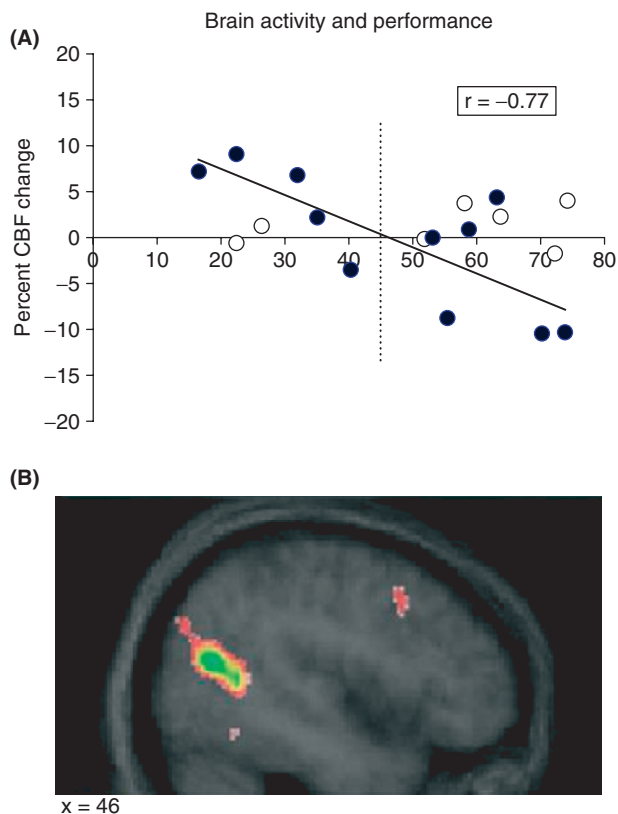 Brain activity and performance
(A)
20
15
10
5
0
−5
−10
−15
−20
Percent CBF change
r = −0.77
0 10 20 30 40 50 60 70 80
(B)
x = 46